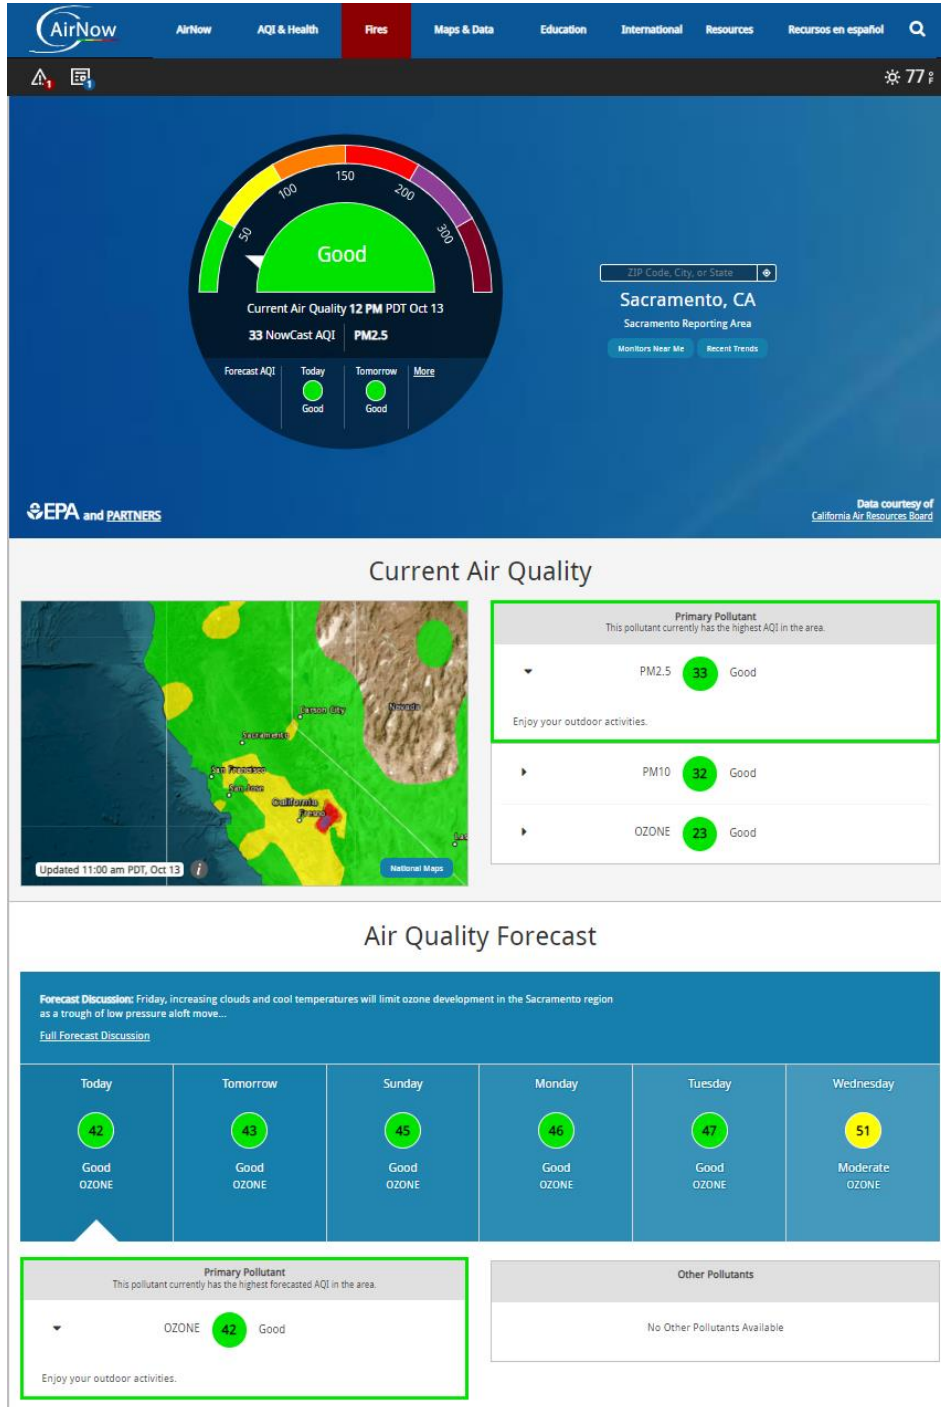 AirNow
AirNow
AQI & Health
Fires
Maps & Data
Education
International
Resources
Recursos en español
1
1
77 °F
50
100
150
200
300
Good
Current Air Quality 12 PM PDT Oct 13
33 NowCast AQI
PM2.5
Forecast AQI
Today
Good
Tomorrow
Good
More
ZIP Code, City, or State
Sacramento, CA
Sacramento Reporting Area
Monitors Near Me
Recent Trends
EPA and PARTNERS
Data courtesy of
California Air Resources Board
Current Air Quality
Carson City
Nevada
Sacramento
San Francisco
San Jose
California
Fresno
Updated 11:00 am PDT, Oct 13
i
National Maps
Primary Pollutant
This pollutant currently has the highest AQI in the area.
PM2.5 33 Good
Enjoy your outdoor activities.
PM10 32 Good
OZONE 23 Good
Air Quality Forecast
Forecast Discussion: Friday, increasing clouds and cool temperatures will limit ozone development in the Sacramento region
as a trough of low pressure aloft move...
Full Forecast Discussion
Today
42
Good
OZONE
Tomorrow
43
Good
OZONE
Sunday
45
Good
OZONE
Monday
46
Good
OZONE
Tuesday
47
Good
OZONE
Wednesday
51
Moderate
OZONE
Primary Pollutant
This pollutant currently has the highest forecasted AQI in the area.
OZONE 42 Good
Enjoy your outdoor activities.
Other Pollutants
No Other Pollutants Available